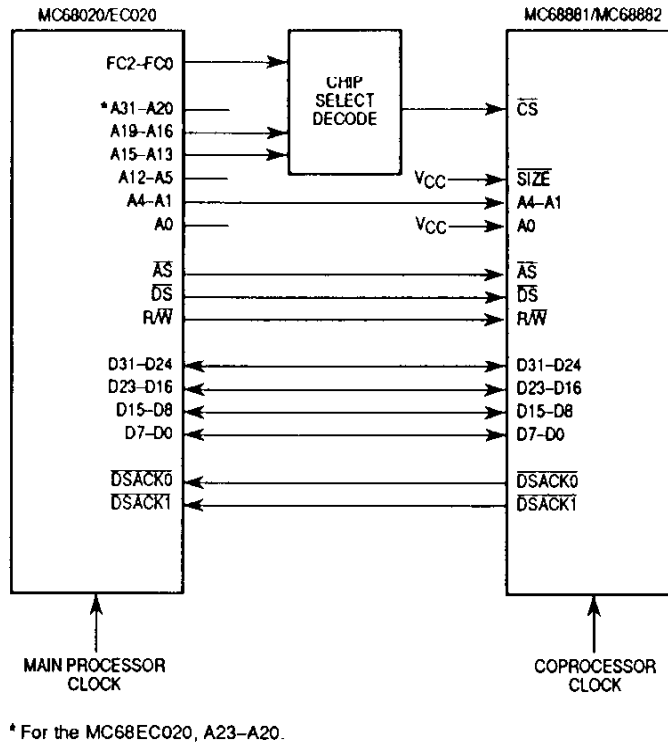 MC68020/EC020
MC68881/MC68882
FC2–FC0
CHIP
SELECT
DECODE
*A31–A20
CS
A19–A16
A15–A13
A12–A5
VCC
SIZE
A4–A1
A4–A1
A0
VCC
A0
AS
AS
DS
DS
R/W
R/W
D31–D24
D31–D24
D23–D16
D23–D16
D15–D8
D15–D8
D7–D0
D7–D0
DSACK0
DSACK0
DSACK1
DSACK1
MAIN PROCESSOR
CLOCK
COPROCESSOR
CLOCK
* For the MC68EC020, A23–A20.